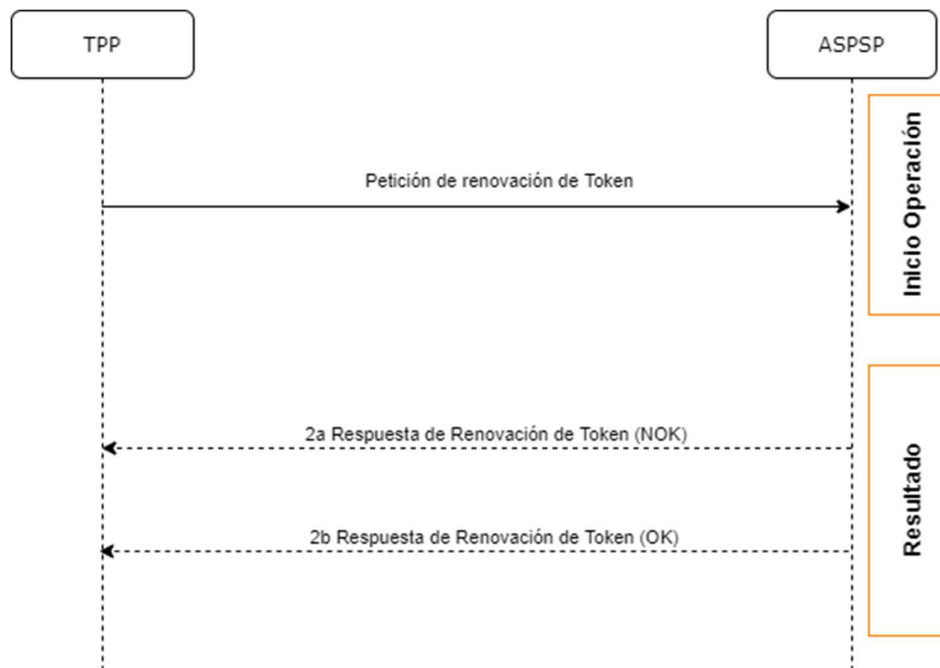 TPP
ASPSP
Inicio Operación
Petición de renovación de Token
2a Respuesta de Renovación de Token (NOK)
2b Respuesta de Renovación de Token (OK)
Resultado